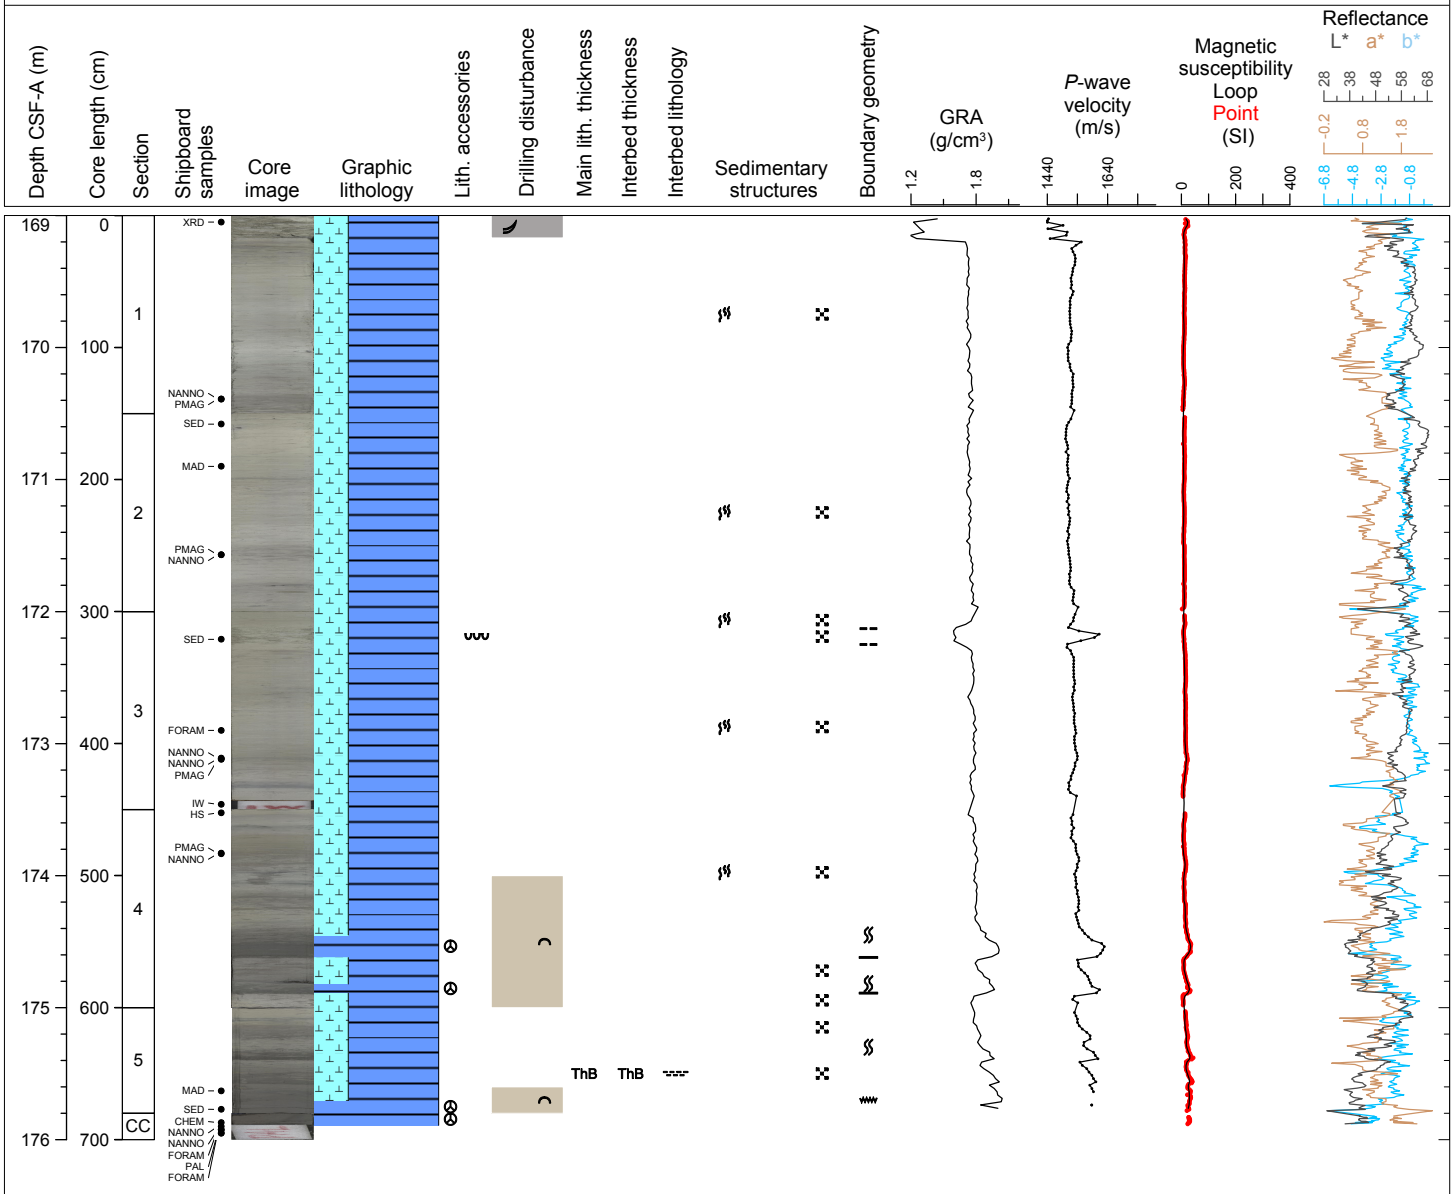 Depth CSF-A (m)
Core length (cm)
Section
Shipboard
samples
Core
image
Graphic
lithology
Lith. accessories
Drilling disturbance
Main lith. thickness
Interbed thickness
Interbed lithology
Sedimentary
structures
Boundary geometry
GRA
(g/cm³)
1.2 1.8
P-wave
velocity
(m/s)
1440 1640
Magnetic
susceptibility
Loop
Point
(SI)
0 200 400
Reflectance
L* a* b*
28 38 48 58 68
-0.2 0.8 1.8
-6.8 -4.8 -2.8 -0.8
169 0 XRD
1
170 100
NANNO
PMAG
SED
MAD
171 200
2
PMAG
NANNO
172 300
SED
3
FORAM
173 400
NANNO
NANNO
PMAG
IW
HS
PMAG
NANNO
174 500
4
175 600
5
ThB ThB
MAD
SED
CHEM
CC
NANNO
176 700
NANNO
FORAM
PAL
FORAM